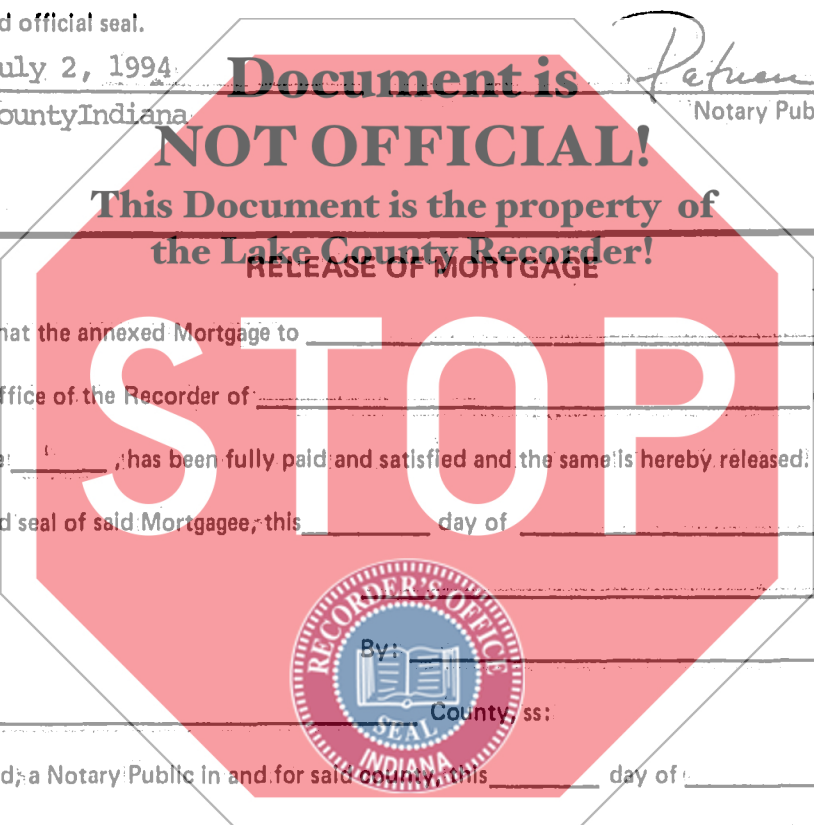 d official seal.
uly 2, 1994
Document is
ountyIndiana
Notary Pub
NOT OFFICIAL!
This Document is the property of
the Lake County Recorder!
RELEASE OF MORTGAGE
hat the annexed Mortgage to
ffice of the Recorder of
STOP
, has been fully paid and satisfied and the same is hereby released.
d seal of said Mortgagee, this day of
RECORDER'S OFFICE
By:
SEAL
County, ss:
INDIANA
d, a Notary Public in and for said county, this day of